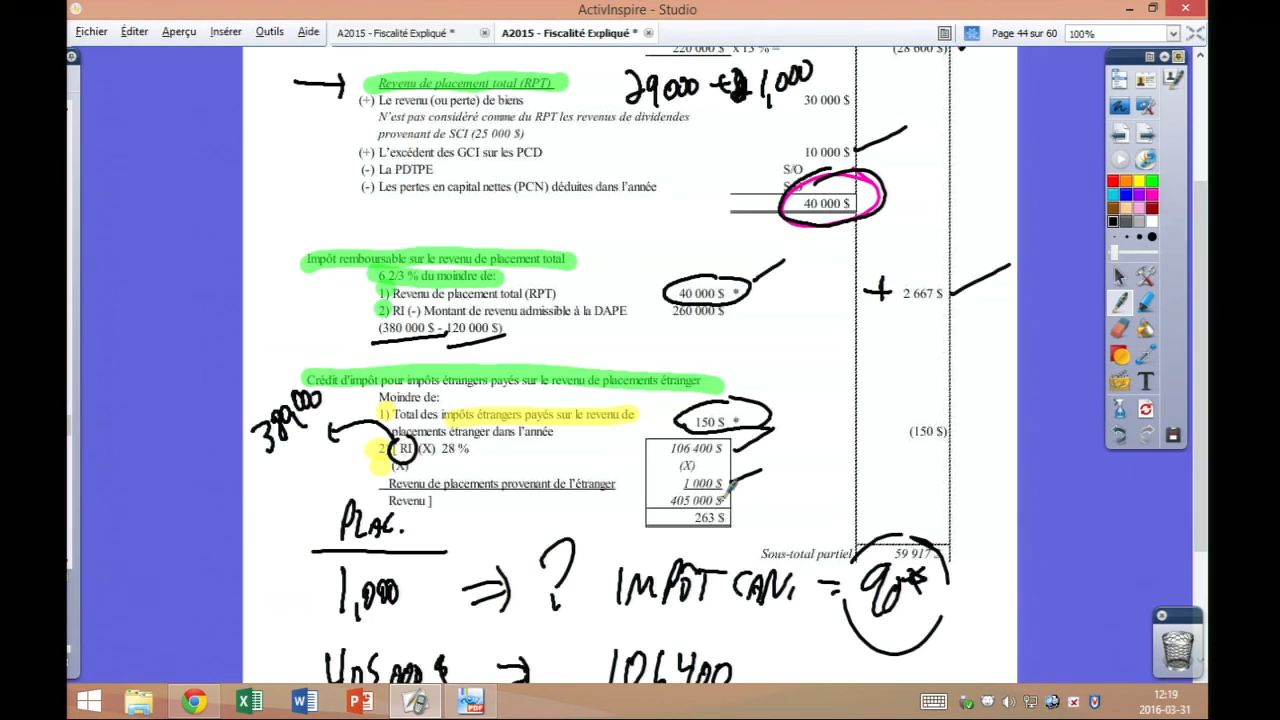 ActivInspire - Studio
Fichier Éditer Aperçu Insérer Outils Aide A2015 - Fiscalité Expliqué * A2015 - Fiscalité Expliqué * Page 44 sur 60 100%
220 000 $ x 13 % = (28 600 $)
Revenu de placement total (RPT) 29000 + 1,000
(+) Le revenu (ou perte) de biens 30 000 $
N'est pas considéré comme du RPT les revenus de dividendes
provenant de SCI (25 000 $)
(+) L'excédent des GCI sur les PCD 10 000 $
(-) La PDTPE S/O
(-) Les pertes en capital nettes (PCN) déduites dans l'année
40 000 $
Impôt remboursable sur le revenu de placement total
6 2/3 % du moindre de:
1) Revenu de placement total (RPT) 40 000 $ * + 2 667 $
2) RI (-) Montant de revenu admissible à la DAPE 260 000 $
(380 000 $ - 120 000 $)
Crédit d'impôt pour impôts étrangers payés sur le revenu de placements étranger
Moindre de:
380,000
1) Total des impôts étrangers payés sur le revenu de 150 $ *
placements étranger dans l'année (150 $)
2) [ RI (X) 28 % 106 400 $
(X) (X)
Revenu de placements provenant de l'étranger 1 000 $
Revenu ] 405 000 $
263 $
PLAC.
Sous-total partiel 59 917 $
1,000 ⇒ ? IMPÔT CAN. =
405 000 $ → 106400
12:19
2016-03-31